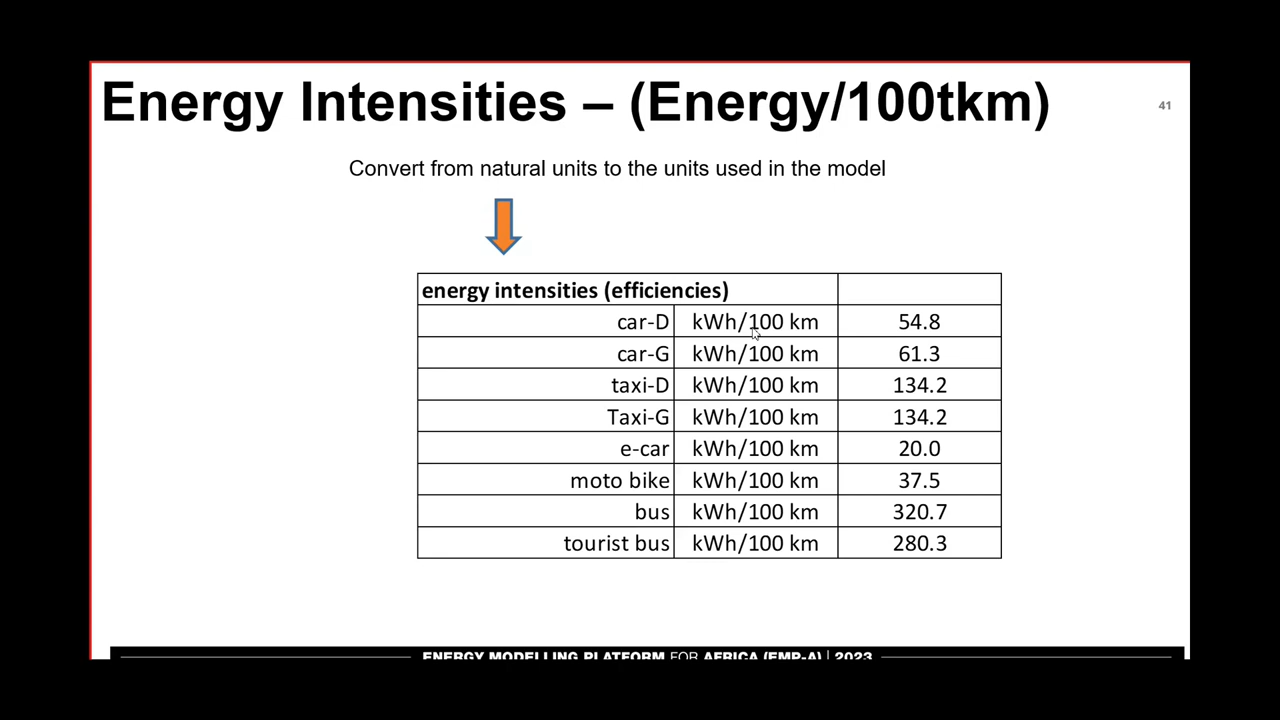 Energy Intensities – (Energy/100tkm)
41
Convert from natural units to the units used in the model
energy intensities (efficiencies)
car-D kWh/100 km 54.8
car-G kWh/100 km 61.3
taxi-D kWh/100 km 134.2
Taxi-G kWh/100 km 134.2
e-car kWh/100 km 20.0
moto bike kWh/100 km 37.5
bus kWh/100 km 320.7
tourist bus kWh/100 km 280.3
ENERGY MODELLING PLATFORM FOR AFRICA (EMP-A) | 2023